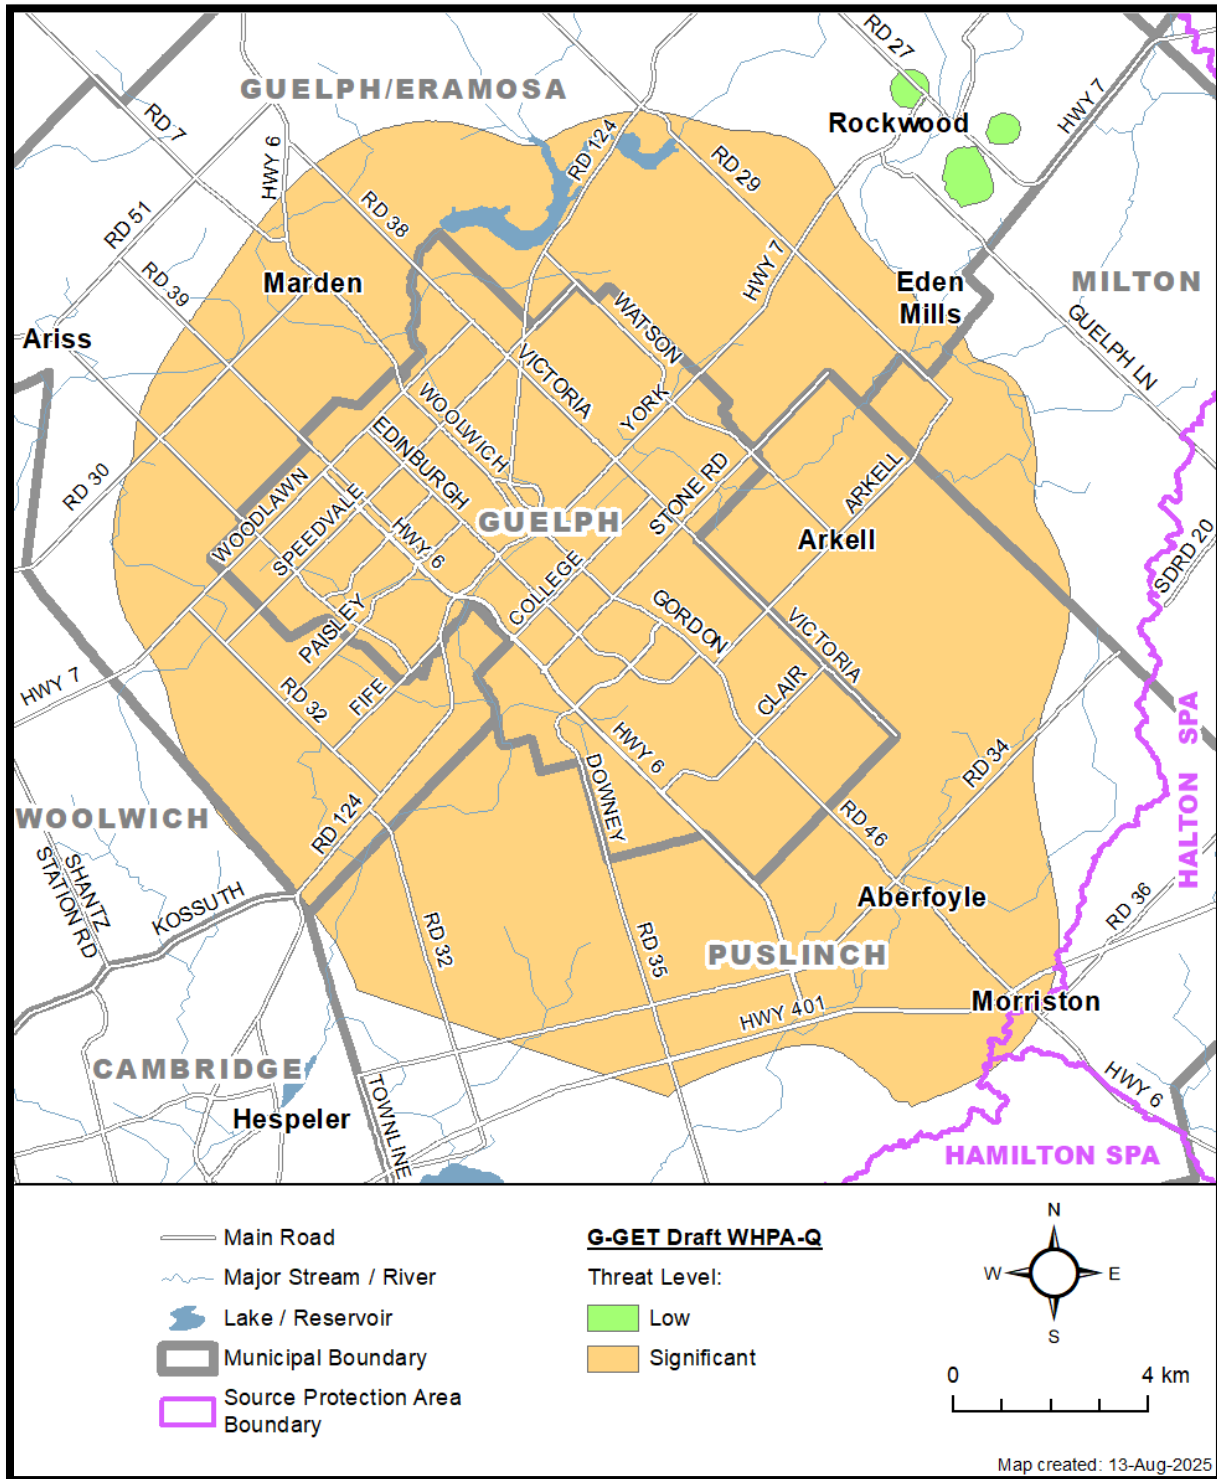 RD 27
GUELPH/ERAMOSA
RD 7
HWY 7
Rockwood
RD 124
HWY 6
RD 29
RD 38
RD 51
HWY 7
RD 39
Marden
Eden
Mills
MILTON
Ariss
WATSON
GUELPH LN
VICTORIA
WOOLWICH
YORK
EDINBURGH
RD 30
WOODLAWN
SPEEDVALE
STONE RD
ARKELL
GUELPH
HWY 6
Arkell
SDRD 20
COLLEGE
PAISLEY
GORDON
VICTORIA
HWY 7
RD 32
FIFE
CLAIR
HALTON SPA
HWY 6
RD 34
DOWNEY
WOOLWICH
RD 124
RD 46
SHANTZ
STATION RD
KOSSUTH
Aberfoyle
RD 36
RD 32
RD 35
PUSLINCH
Morriston
HWY 401
CAMBRIDGE
HWY 6
Hespeler
TOWNLINE
HAMILTON SPA
Main Road
Major Stream / River
Lake / Reservoir
Municipal Boundary
Source Protection Area
Boundary
G-GET Draft WHPA-Q
Threat Level:
Low
Significant
N
W
E
S
0
4 km
Map created: 13-Aug-2025